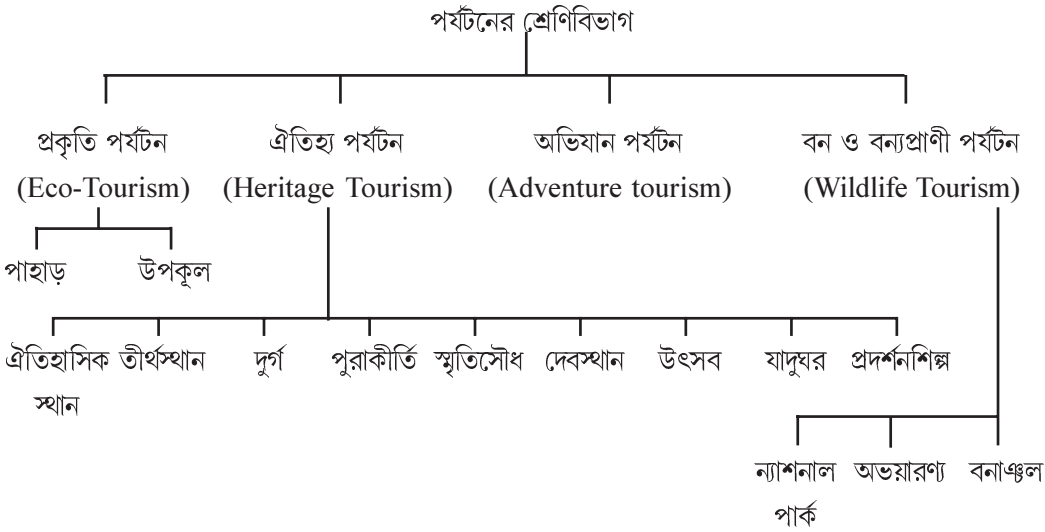 পর্যটনের শ্রেণিবিভাগ
প্রকৃতি পর্যটন ঐতিহ্য পর্যটন অভিযান পর্যটন বন ও বন্যপ্রাণী পর্যটন
(Eco-Tourism) (Heritage Tourism) (Adventure tourism) (Wildlife Tourism)
পাহাড় উপকূল
ঐতিহাসিক তীর্থস্থান দুর্গ পুরাকীর্তি স্মৃতিসৌধ দেবস্থান উৎসব যাদুঘর প্রদর্শনশিল্প
স্থান
ন্যাশনাল অভয়ারণ্য বনাঞ্চল
পার্ক